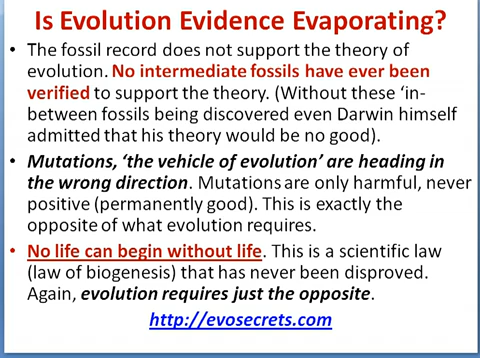 Is Evolution Evidence Evaporating?
• The fossil record does not support the theory of
evolution. No intermediate fossils have ever been
verified to support the theory. (Without these ‘in-
between fossils being discovered even Darwin himself
admitted that his theory would be no good).
• Mutations, ‘the vehicle of evolution’ are heading in
the wrong direction. Mutations are only harmful, never
positive (permanently good). This is exactly the
opposite of what evolution requires.
• No life can begin without life. This is a scientific law
(law of biogenesis) that has never been disproved.
Again, evolution requires just the opposite.
http://evosecrets.com